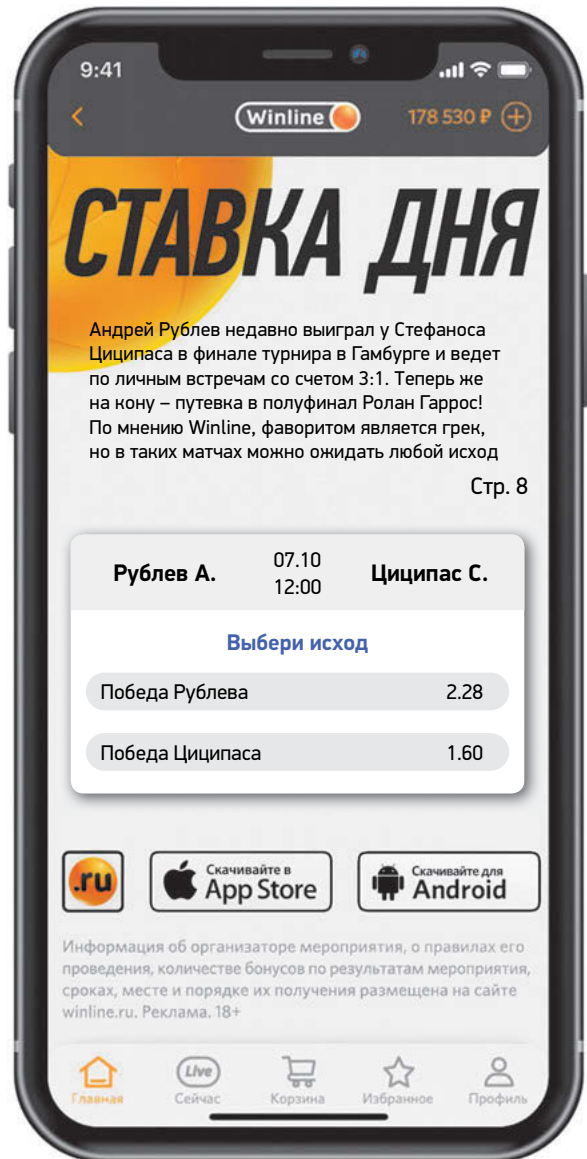 9:41
Winline
178 530 ₽
СТАВКА ДНЯ
Андрей Рублев недавно выиграл у Стефаноса
Циципаса в финале турнира в Гамбурге и ведет
по личным встречам со счетом 3:1. Теперь же
на кону – путевка в полуфинал Ролан Гаррос!
По мнению Winline, фаворитом является грек,
но в таких матчах можно ожидать любой исход
Стр. 8
Рублев А.
07.10
12:00
Циципас С.
Выбери исход
Победа Рублева 2.28
Победа Циципаса 1.60
.ru
Скачивайте в
App Store
Скачивайте для
Android
Информация об организаторе мероприятия, о правилах его
проведения, количестве бонусов по результатам мероприятия,
сроках, месте и порядке их получения размещена на сайте
winline.ru. Реклама. 18+
Live
Главная Сейчас Корзина Избранное Профиль